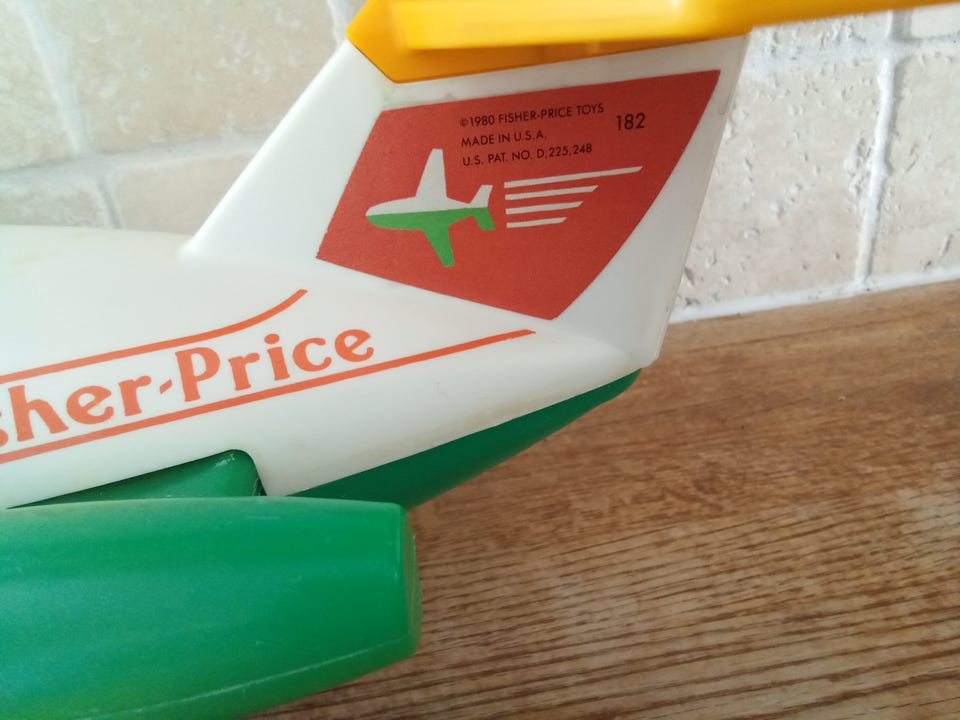 ©1980 FISHER-PRICE TOYS
182
MADE IN U.S.A.
U.S. PAT. NO. D,225,248
sher-Price